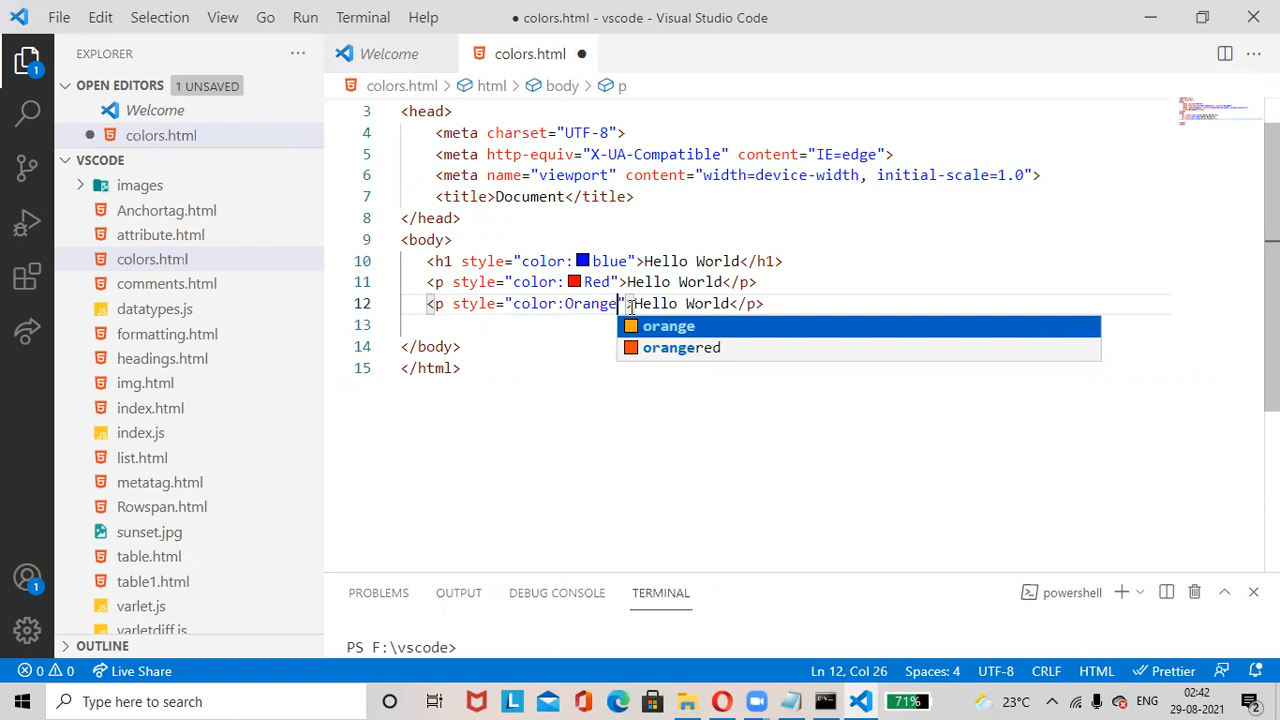 File Edit Selection View Go Run Terminal Help
● colors.html - vscode - Visual Studio Code
EXPLORER
Welcome
colors.html
OPEN EDITORS 1 UNSAVED
Welcome
colors.html
VSCODE
images
Anchortag.html
attribute.html
colors.html
comments.html
datatypes.js
formatting.html
headings.html
img.html
index.html
index.js
list.html
metatag.html
Rowspan.html
sunset.jpg
table.html
table1.html
varlet.js
varletdiff.js
OUTLINE
1
1
colors.html > html > body > p
3 <head>
4 <meta charset="UTF-8">
5 <meta http-equiv="X-UA-Compatible" content="IE=edge">
6 <meta name="viewport" content="width=device-width, initial-scale=1.0">
7 <title>Document</title>
8 </head>
9 <body>
10 <h1 style="color:blue">Hello World</h1>
11 <p style="color:Red">Hello World</p>
12 <p style="color:Orange">Hello World</p>
orange
13
orangered
14 </body>
15 </html>
PROBLEMS OUTPUT DEBUG CONSOLE TERMINAL
powershell
PS F:\vscode>
0 0 Live Share
Ln 12, Col 26 Spaces: 4 UTF-8 CRLF HTML Prettier
Type here to search
71%
23°C
ENG
02:42
29-08-2021
2